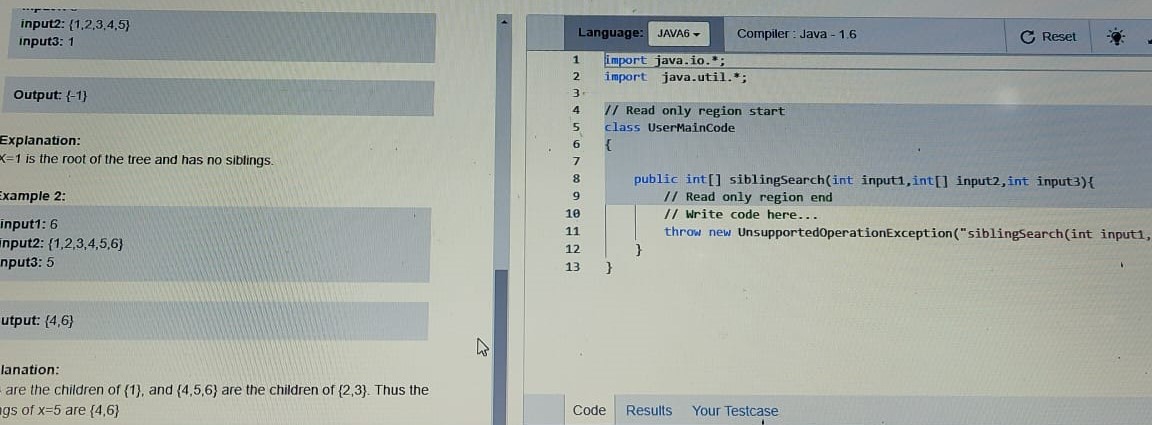 input2: {1,2,3,4,5}
input3: 1
Output: {-1}
Explanation:
X=1 is the root of the tree and has no siblings.
Example 2:
input1: 6
input2: {1,2,3,4,5,6}
nput3: 5
utput: {4,6}
lanation:
are the children of {1}, and {4,5,6} are the children of {2,3}. Thus the
gs of x=5 are {4,6}
Language: JAVA6 Compiler : Java - 1.6 Reset
1 import java.io.*;
2 import java.util.*;
3
4 // Read only region start
5 class UserMainCode
6 {
7
8 public int[] siblingSearch(int input1,int[] input2,int input3){
9 // Read only region end
10 // Write code here...
11 throw new UnsupportedOperationException("siblingSearch(int input1,
12 }
13 }
Code Results Your Testcase